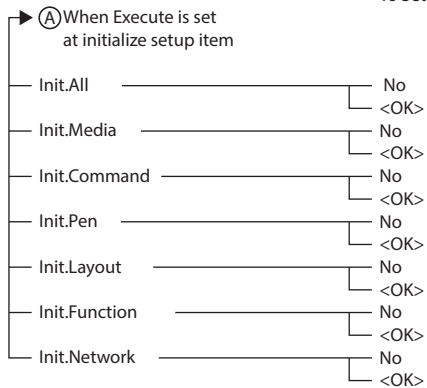 Ⓐ When Execute is set
at initialize setup item
Init.All No
<OK>
Init.Media No
<OK>
Init.Command No
<OK>
Init.Pen No
<OK>
Init.Layout No
<OK>
Init.Function No
<OK>
Init.Network No
<OK>